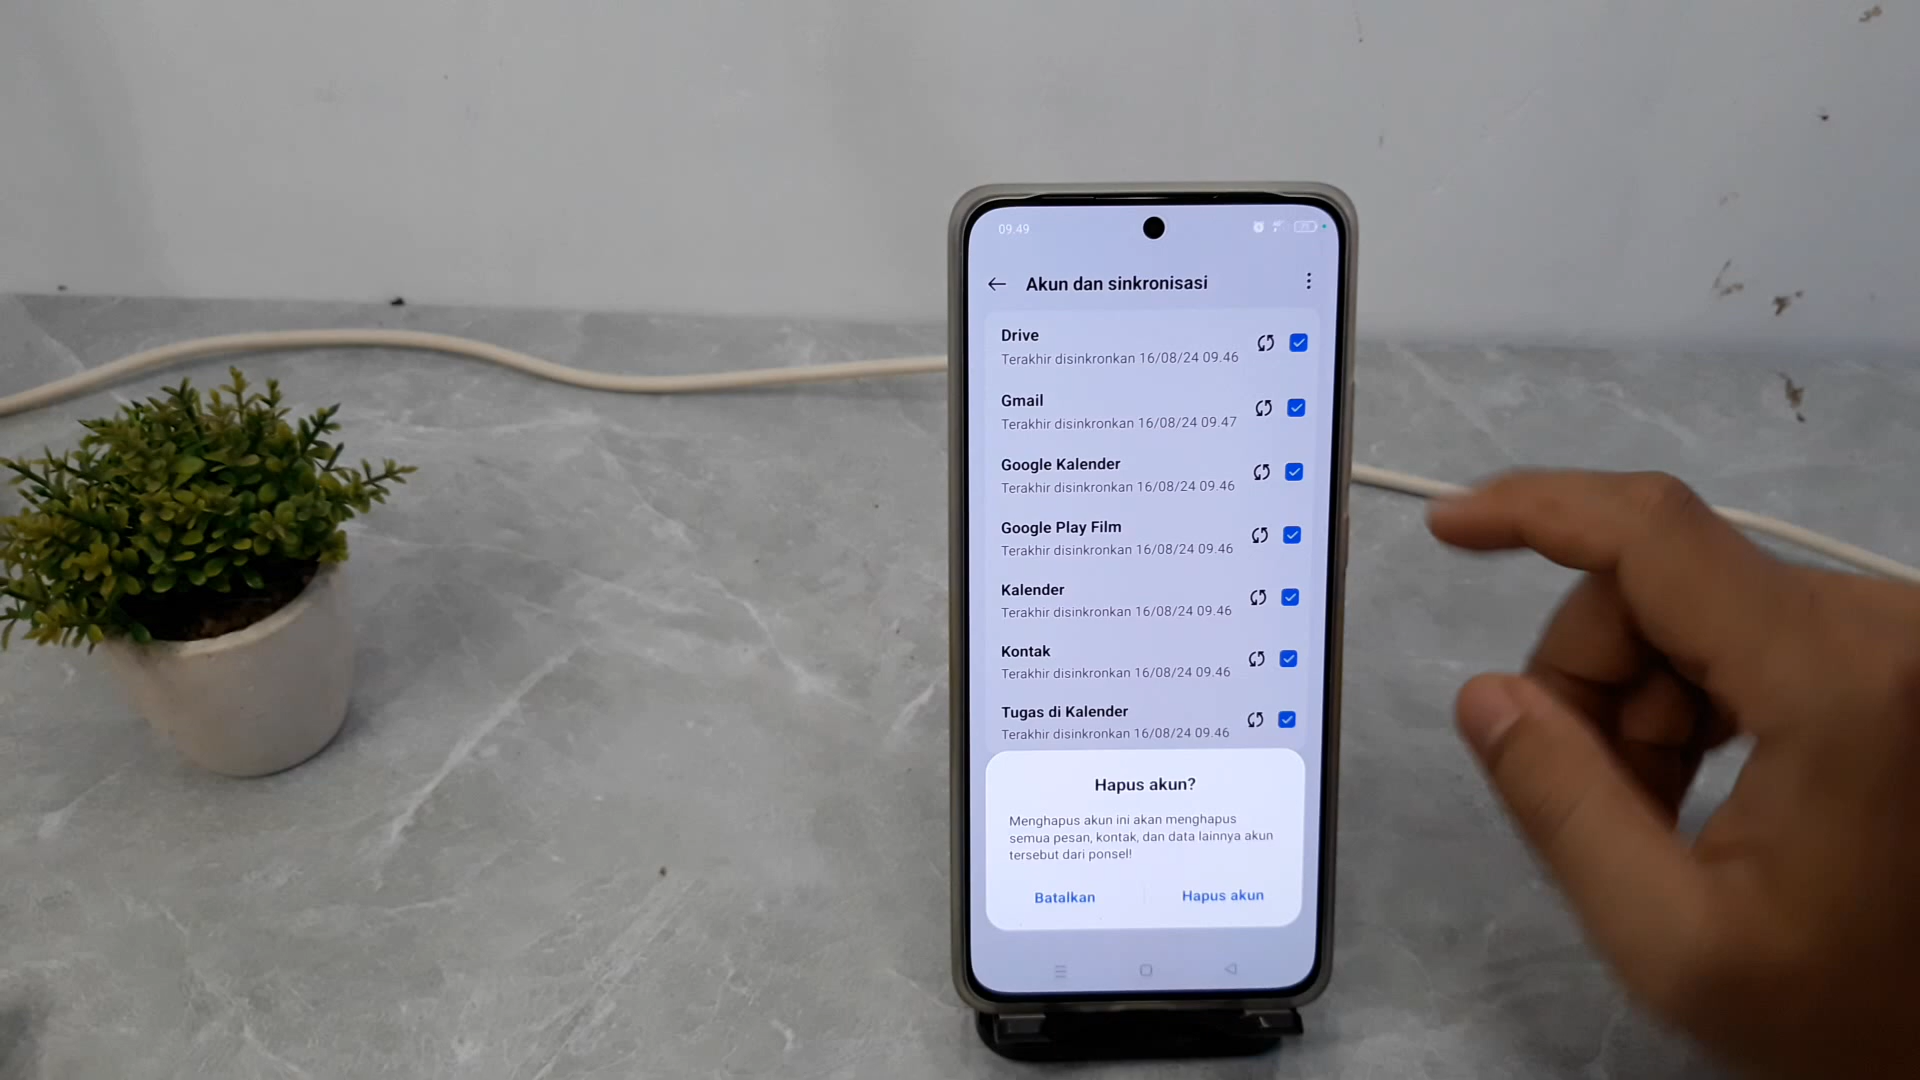 09.49
Akun dan sinkronisasi
Drive
Terakhir disinkronkan 16/08/24 09.46
Gmail
Terakhir disinkronkan 16/08/24 09.47
Google Kalender
Terakhir disinkronkan 16/08/24 09.46
Google Play Film
Terakhir disinkronkan 16/08/24 09.46
Kalender
Terakhir disinkronkan 16/08/24 09.46
Kontak
Terakhir disinkronkan 16/08/24 09.46
Tugas di Kalender
Terakhir disinkronkan 16/08/24 09.46
Hapus akun?
Menghapus akun ini akan menghapus
semua pesan, kontak, dan data lainnya akun
tersebut dari ponsel!
Batalkan
Hapus akun